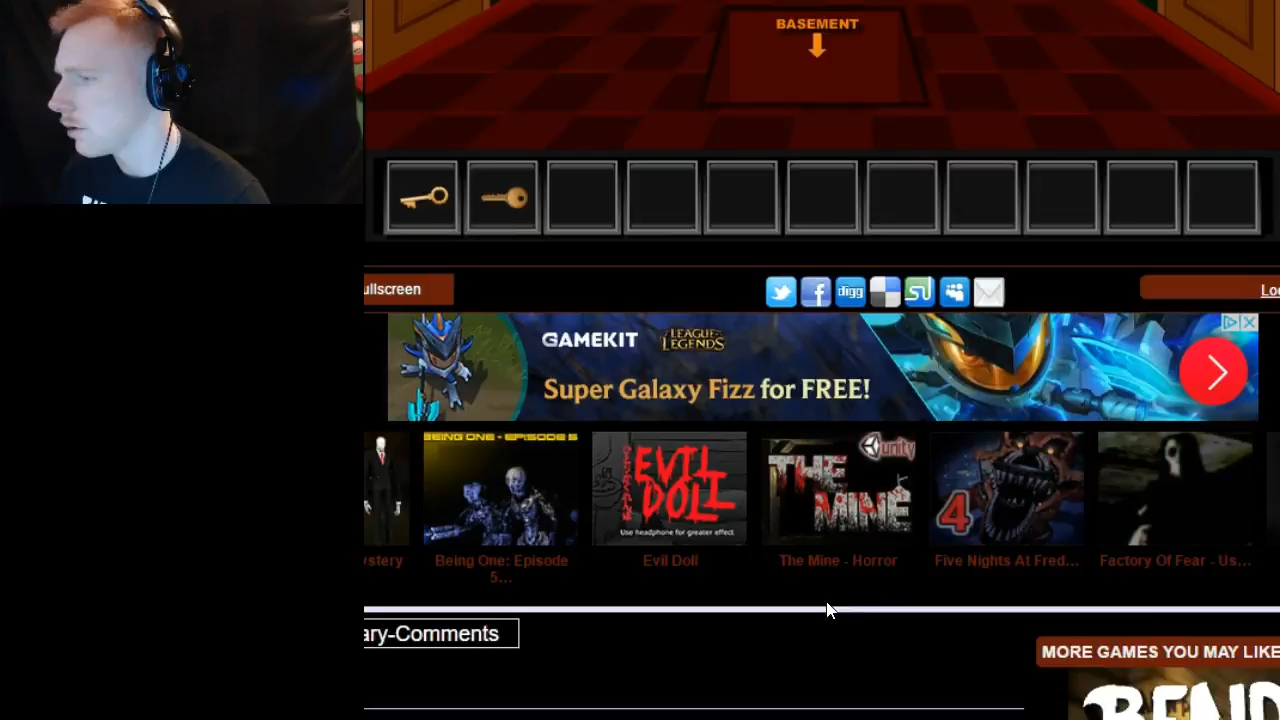 BASEMENT
ullscreen
digg
Lo
GAMEKIT
LEAGUE OF LEGENDS
Super Galaxy Fizz for FREE!
BEING ONE - EPISODE 5
unity
EVIL
DOLL
Use headphone for greater effect
THE
MINE
4
ystery
Being One: Episode
5...
Evil Doll
The Mine - Horror
Five Nights At Fred...
Factory Of Fear - Us...
ary-Comments
MORE GAMES YOU MAY LIKE
BEND